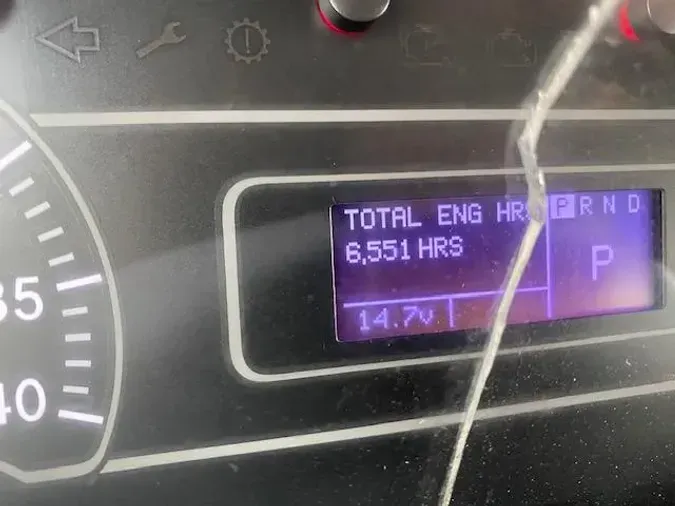 TOTAL ENG HRS P R N D
6,551 HRS
P
14.7V
35
40